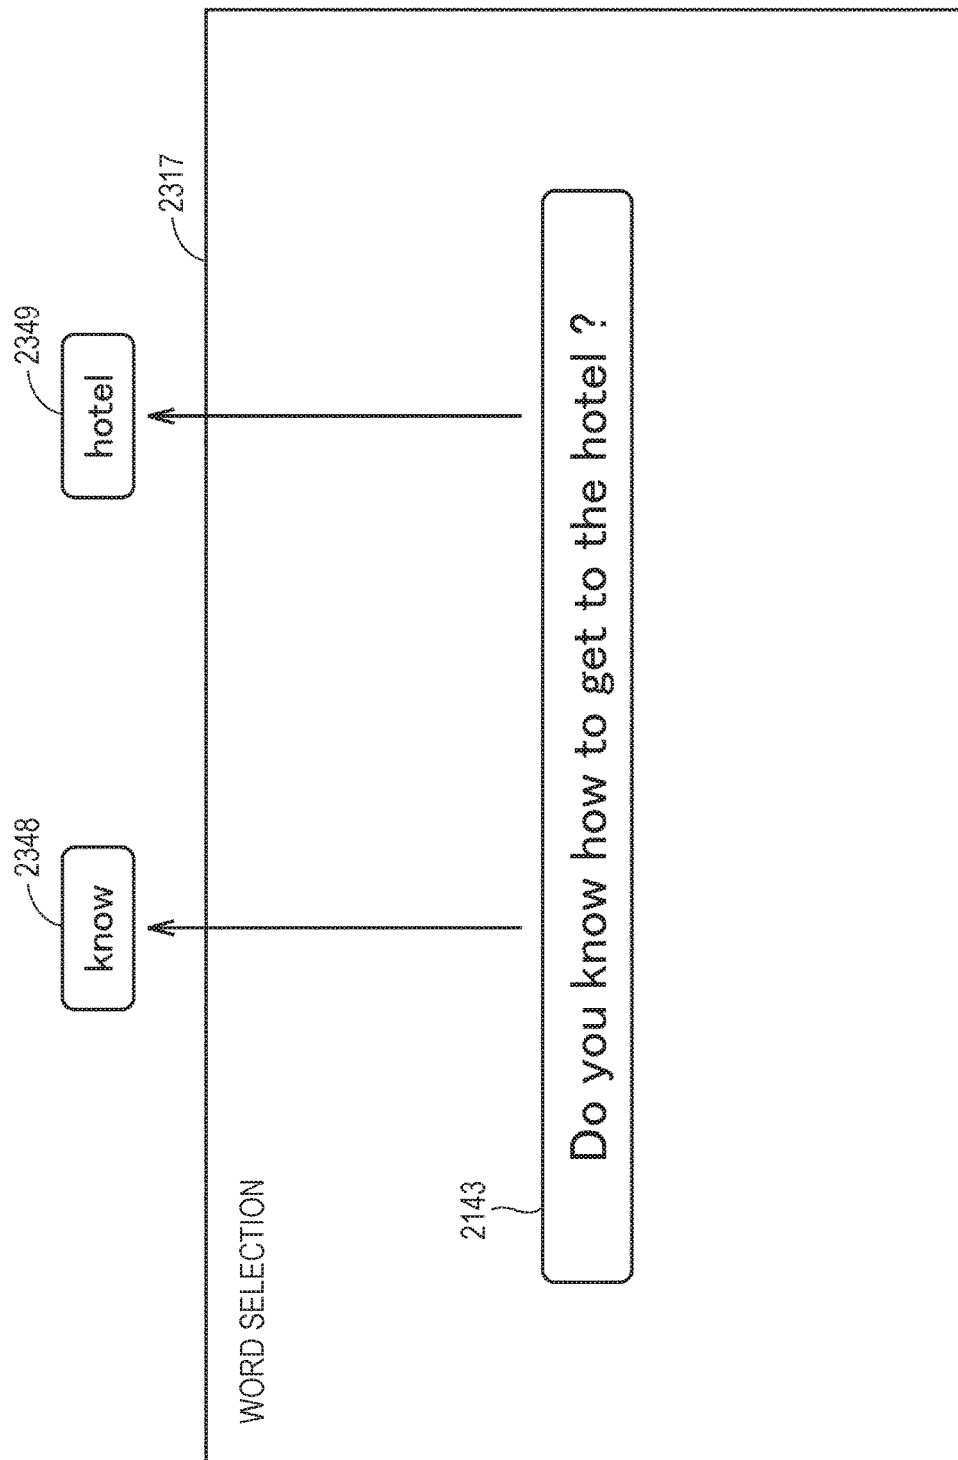 2348
know
2349
hotel
2317
WORD SELECTION
2143
Do you know how to get to the hotel ?